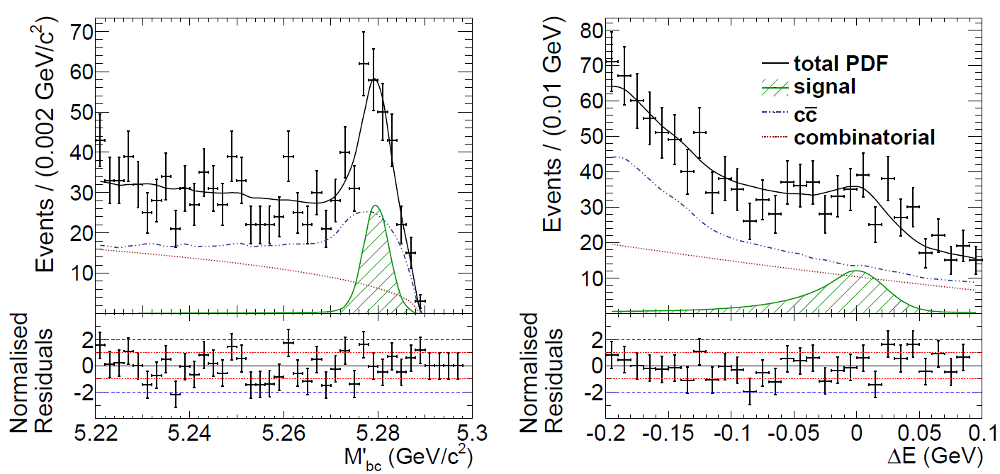 Events / (0.002 GeV/c²)
70
60
50
40
30
20
10
Normalised
Residuals
2
0
-2
5.22
5.24
5.26
5.28
5.3
M'bc (GeV/c²)
Events / (0.01 GeV)
80
70
60
50
40
30
20
10
total PDF
signal
cc̅
combinatorial
Normalised
Residuals
2
0
-2
-0.2
-0.15
-0.1
-0.05
0
0.05
0.1
ΔE (GeV)